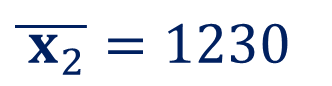 x̅₂ = 1230